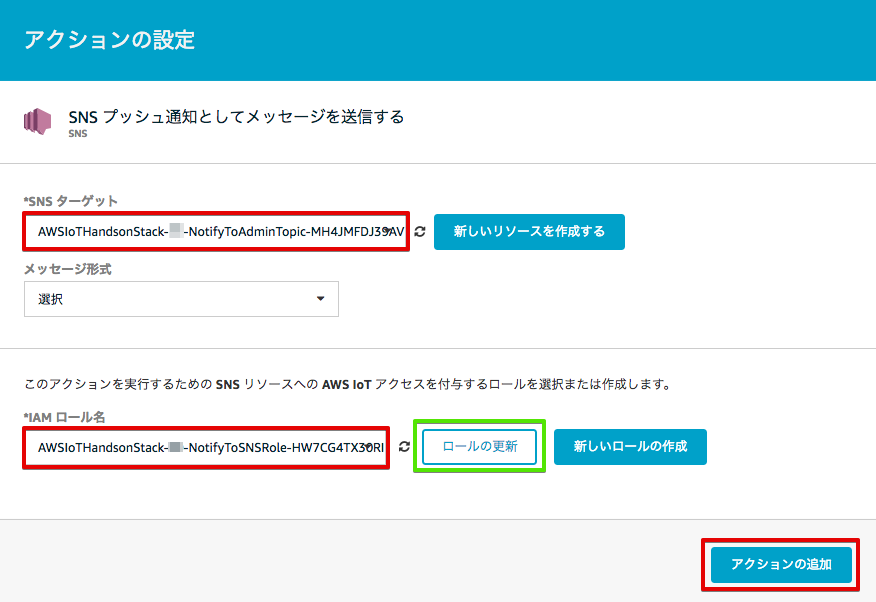 アクションの設定
SNS プッシュ通知としてメッセージを送信する
SNS
*SNS ターゲット
AWSIoTHandsonStack- -NotifyToAdminTopic-MH4JMFDJ39AV
新しいリソースを作成する
メッセージ形式
選択
このアクションを実行するための SNS リソースへの AWS IoT アクセスを付与するロールを選択または作成します。
*IAM ロール名
AWSIoTHandsonStack- -NotifyToSNSRole-HW7CG4TX30RI
ロールの更新
新しいロールの作成
アクションの追加